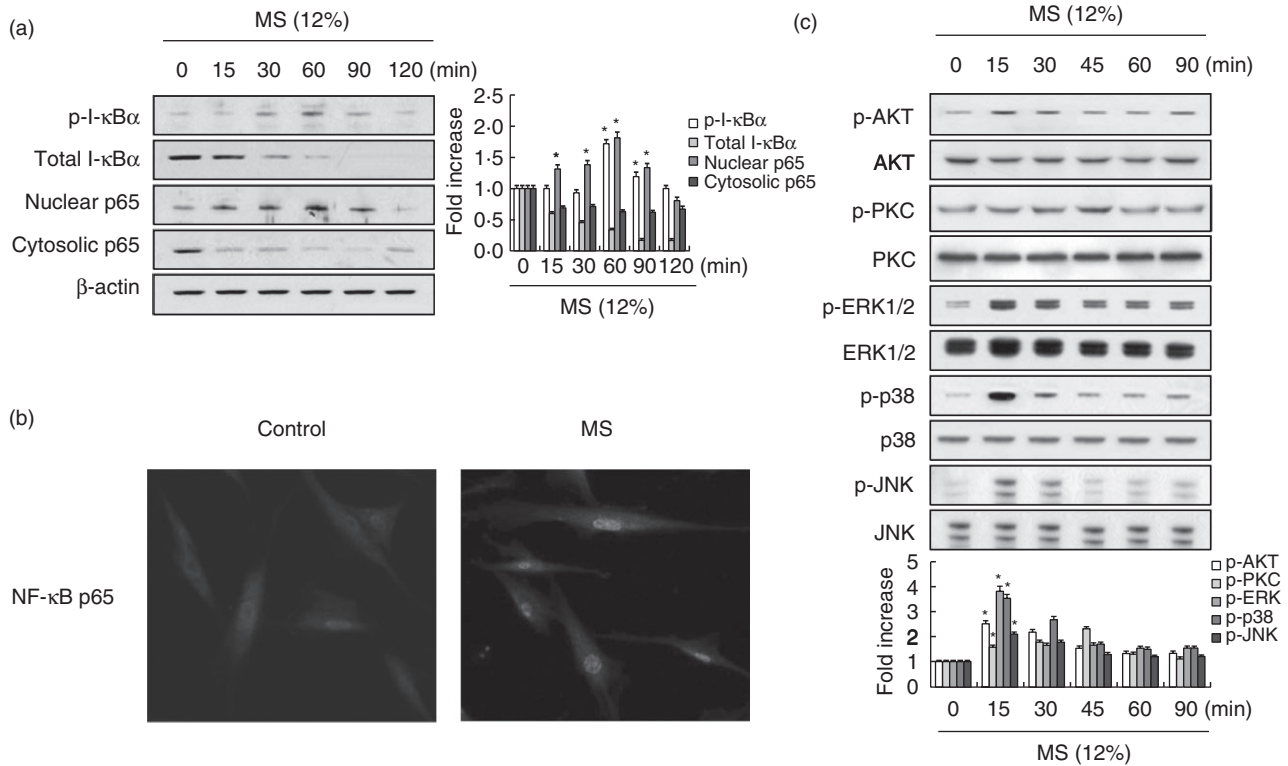 (a)
MS (12%)
0 15 30 60 90 120 (min)
p-I-κBα
Total I-κBα
Nuclear p65
Cytosolic p65
β-actin
2·5
2·0
1·5
1·0
0·5
0·0
Fold increase
* * * * * *
p-I-κBα
Total I-κBα
Nuclear p65
Cytosolic p65
0 15 30 60 90 120 (min)
MS (12%)
(b)
Control MS
NF-κB p65
(c)
MS (12%)
0 15 30 45 60 90 (min)
p-AKT
AKT
p-PKC
PKC
p-ERK1/2
ERK1/2
p-p38
p38
p-JNK
JNK
5
4
3
2
1
0
Fold increase
* * * * *
p-AKT
p-PKC
p-ERK
p-p38
p-JNK
0 15 30 45 60 90 (min)
MS (12%)